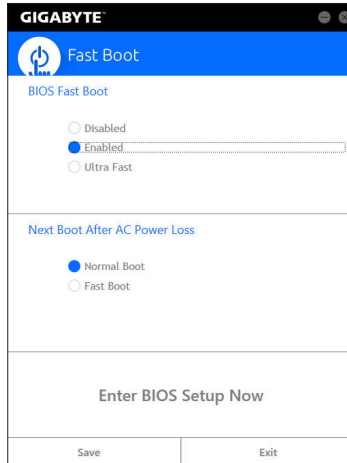 GIGABYTE™
Fast Boot
BIOS Fast Boot
Disabled
Enabled
Ultra Fast
Next Boot After AC Power Loss
Normal Boot
Fast Boot
Enter BIOS Setup Now
Save Exit